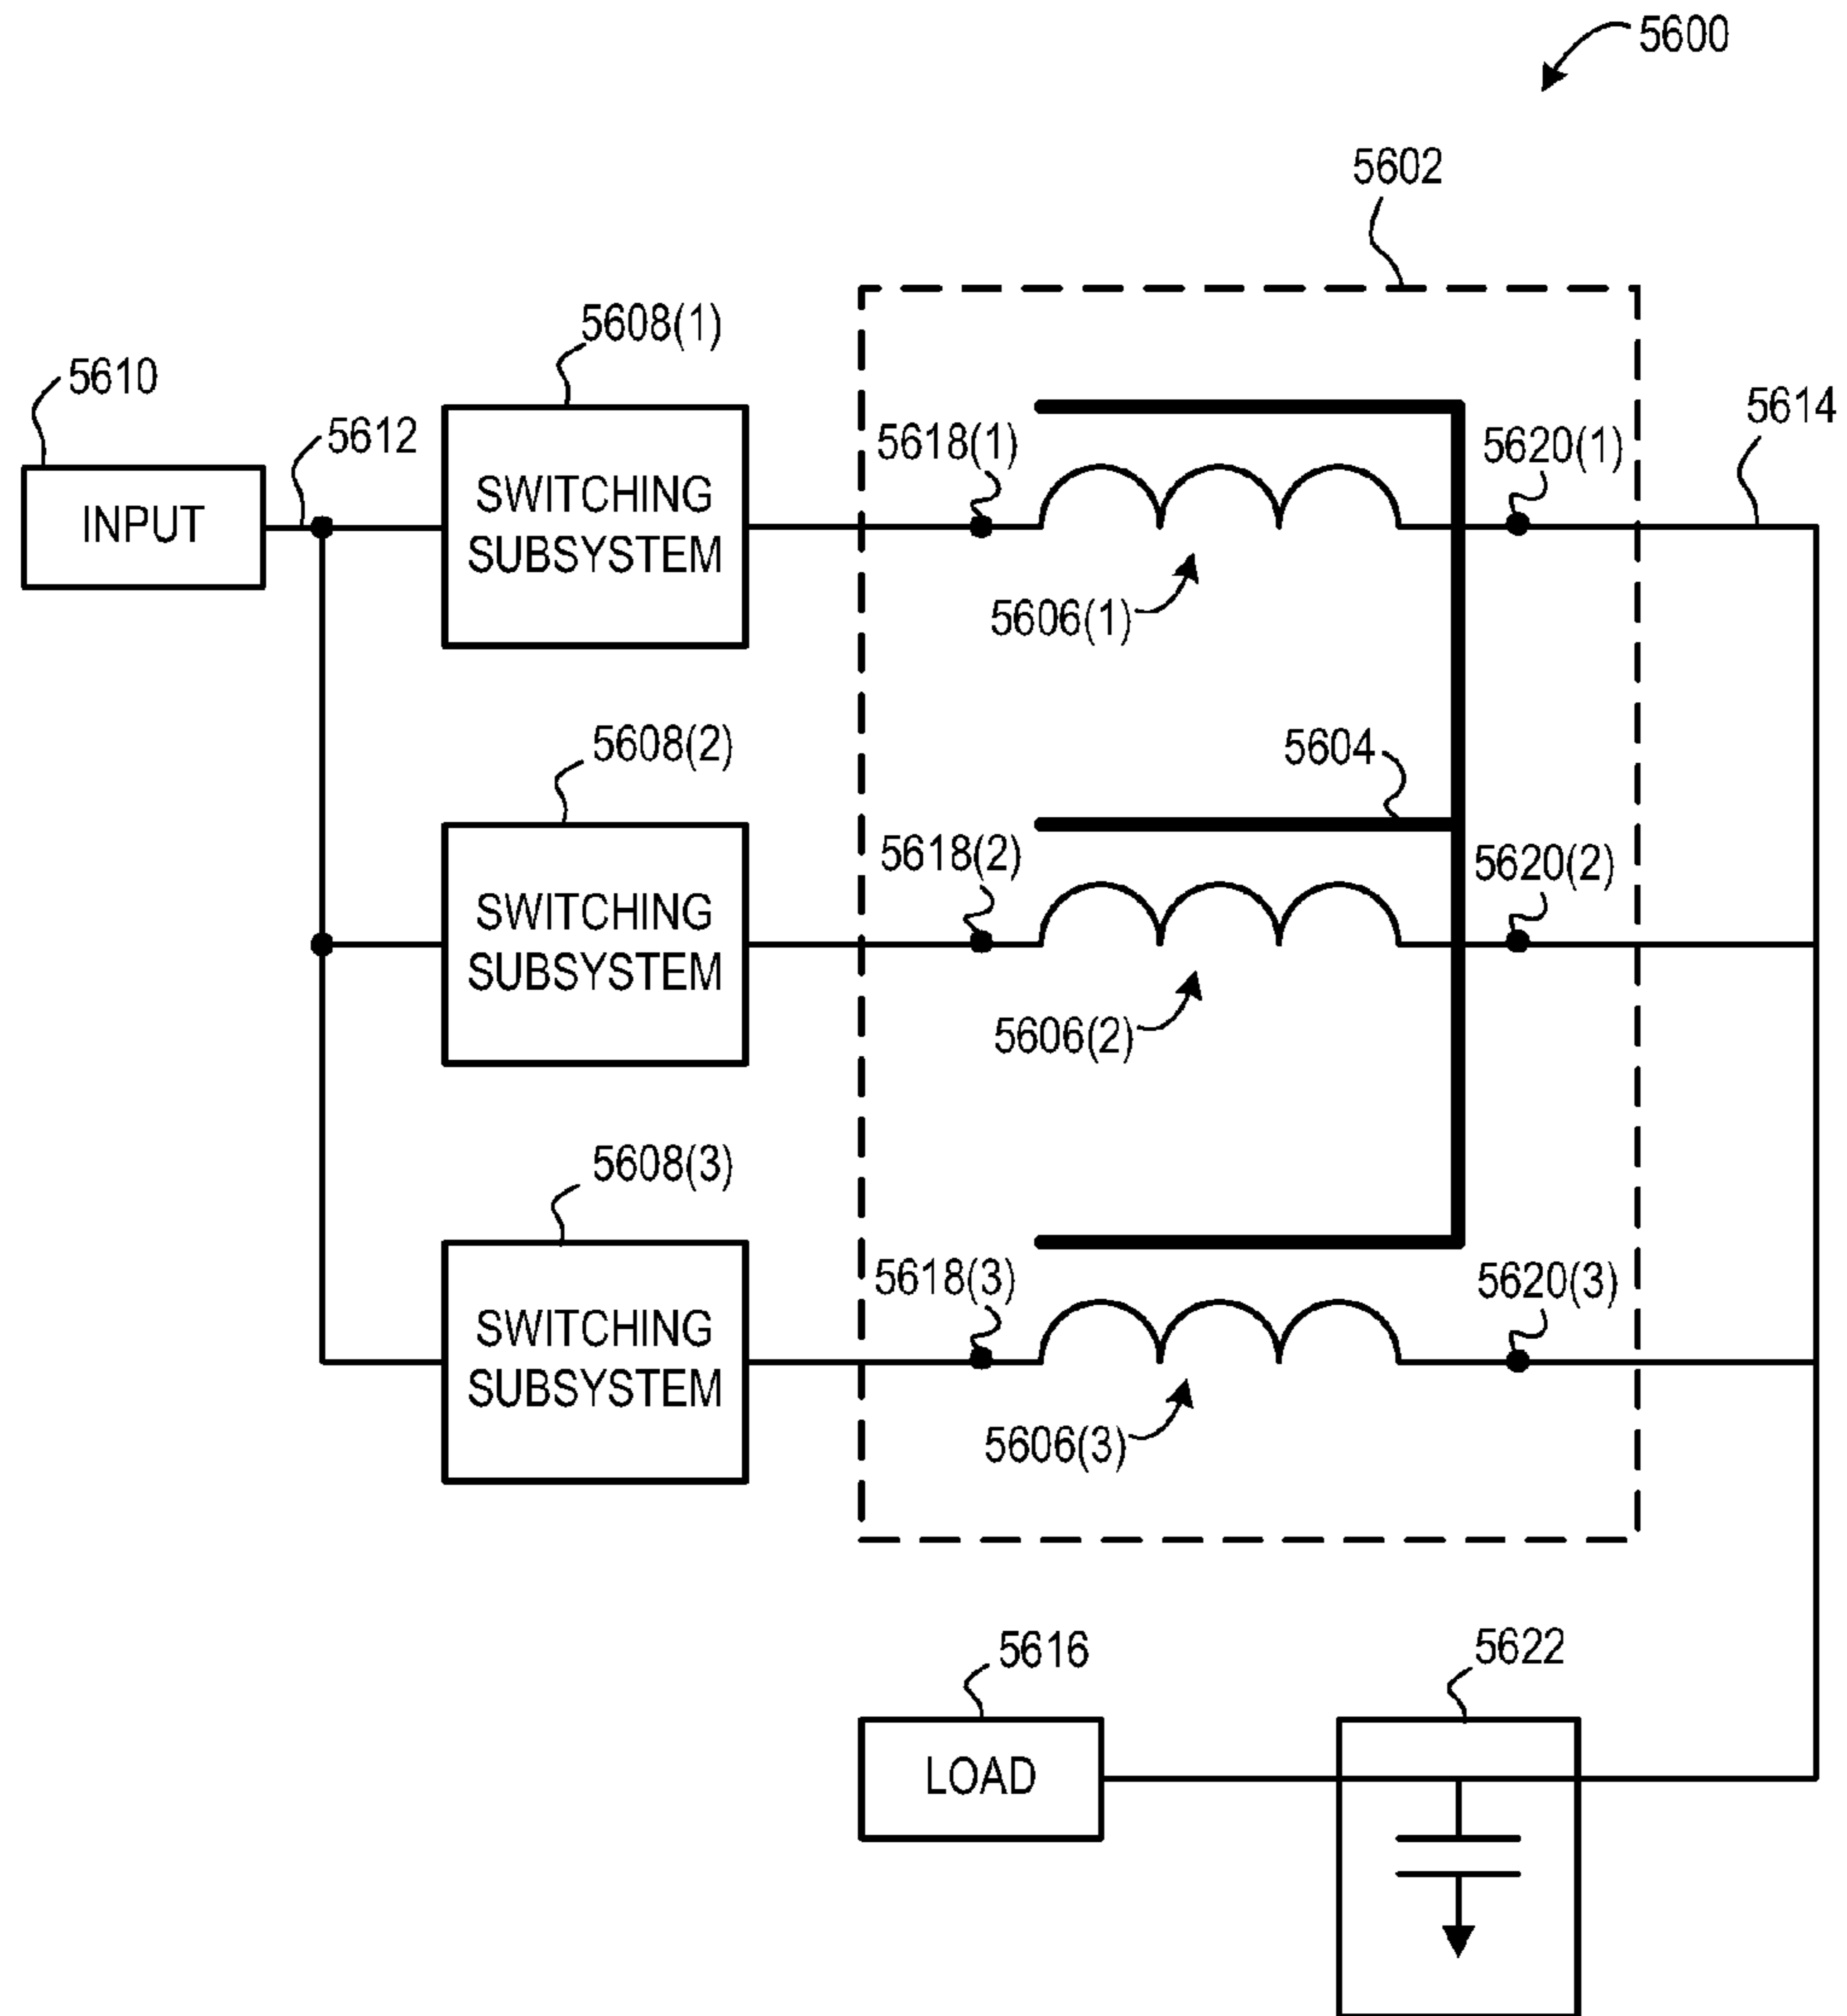 5600
5602
5608(1)
5610
5612
5618(1)
5620(1)
5614
INPUT
SWITCHING
SUBSYSTEM
5606(1)
5608(2)
5604
5618(2)
5620(2)
SWITCHING
SUBSYSTEM
5606(2)
5608(3)
5618(3)
5620(3)
SWITCHING
SUBSYSTEM
5606(3)
5616
5622
LOAD